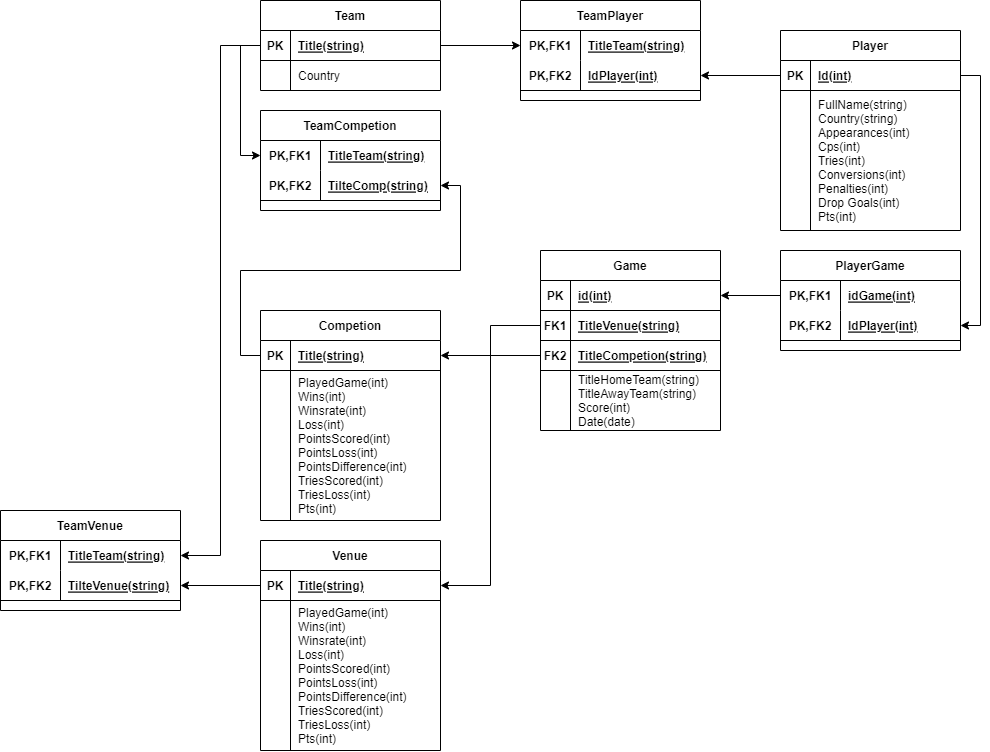 Team
PK Title(string)
Country
TeamPlayer
PK,FK1 TitleTeam(string)
PK,FK2 IdPlayer(int)
Player
PK Id(int)
FullName(string)
Country(string)
Appearances(int)
Cps(int)
Tries(int)
Conversions(int)
Penalties(int)
Drop Goals(int)
Pts(int)
TeamCompetion
PK,FK1 TitleTeam(string)
PK,FK2 TilteComp(string)
Game
PK id(int)
FK1 TitleVenue(string)
FK2 TitleCompetion(string)
TitleHomeTeam(string)
TitleAwayTeam(string)
Score(int)
Date(date)
PlayerGame
PK,FK1 idGame(int)
PK,FK2 IdPlayer(int)
Competion
PK Title(string)
PlayedGame(int)
Wins(int)
Winsrate(int)
Loss(int)
PointsScored(int)
PointsLoss(int)
PointsDifference(int)
TriesScored(int)
TriesLoss(int)
Pts(int)
TeamVenue
PK,FK1 TitleTeam(string)
PK,FK2 TilteVenue(string)
Venue
PK Title(string)
PlayedGame(int)
Wins(int)
Winsrate(int)
Loss(int)
PointsScored(int)
PointsLoss(int)
PointsDifference(int)
TriesScored(int)
TriesLoss(int)
Pts(int)